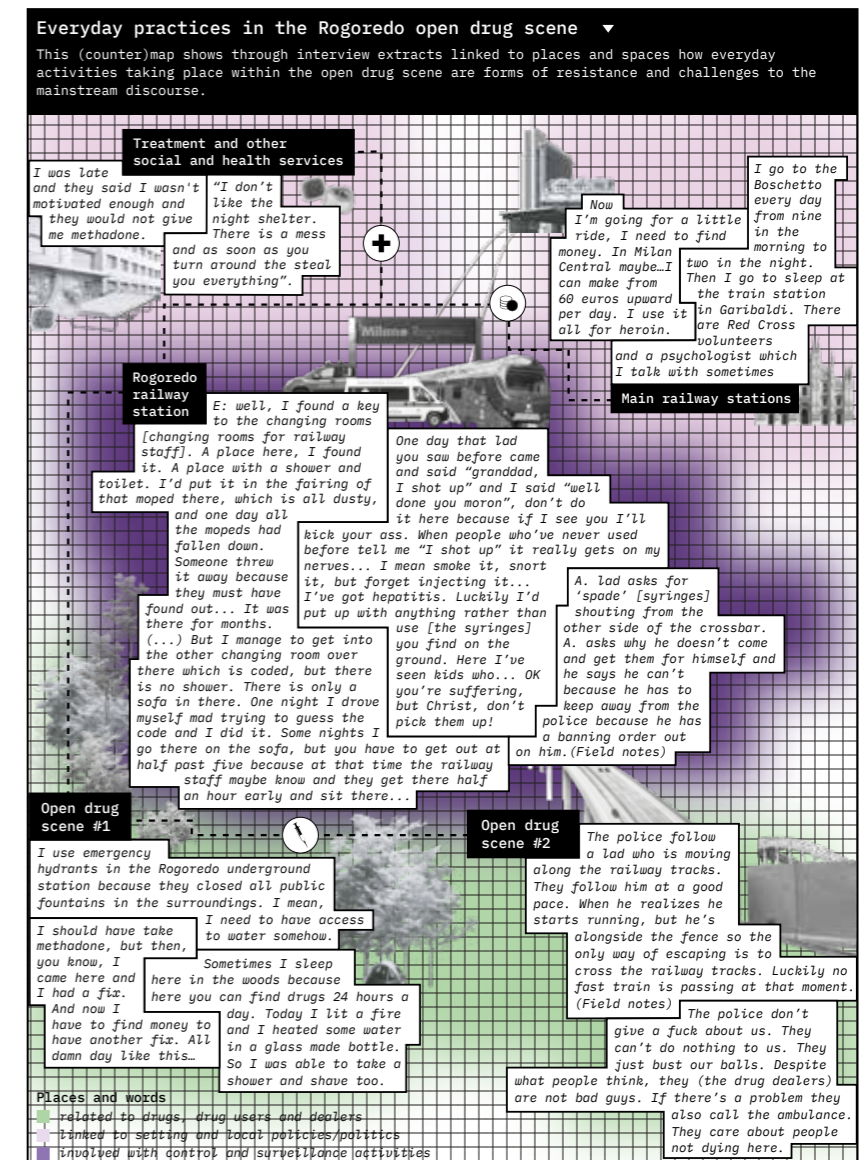 Everyday practices in the Rogoredo open drug scene
This (counter)map shows through interview extracts linked to places and spaces how everyday
activities taking place within the open drug scene are forms of resistance and challenges to the
mainstream discourse.
Treatment and other
social and health services
I was late
and they said I wasn't
motivated enough and
they would not give
me methadone.
“I don’t
like the
night shelter.
There is a mess
and as soon as you
turn around the steal
you everything”.
Now
I'm going for a little
ride, I need to find
money. In Milan
Central maybe…I
can make from
60 euros upward
per day. I use it
all for heroin.
I go to the
Boschetto
every day
from nine
in the
morning to
two in the night.
Then I go to sleep at
the train station
in Garibaldi. There
are Red Cross
volunteers
and a psychologist which
I talk with sometimes
Main railway stations
Milano
Rogoredo
railway
station
E: well, I found a key
to the changing rooms
[changing rooms for railway
staff]. A place here, I found
it. A place with a shower and
toilet. I’d put it in the fairing of
that moped there, which is all dusty,
and one day all
the mopeds had
fallen down.
Someone threw
it away because
they must have
found out... It was
there for months.
(...) But I manage to get into
the other changing room over
there which is coded, but there
is no shower. There is only a
sofa in there. One night I drove
myself mad trying to guess the
code and I did it. Some nights I
go there on the sofa, but you have to get out at
half past five because at that time the railway
staff maybe know and they get there half
an hour early and sit there...
One day that lad
you saw before came
and said “granddad,
I shot up” and I said “well
done you moron”, don’t do
it here because if I see you I’ll
kick your ass. When people who’ve never used
before tell me “I shot up” it really gets on my
nerves... I mean smoke it, snort
it, but forget injecting it...
I’ve got hepatitis. Luckily I’d
put up with anything rather than
use [the syringes]
you find on the
ground. Here I’ve
seen kids who... OK
you’re suffering,
but Christ, don’t
pick them up!
A. lad asks for
‘spade’ [syringes]
shouting from the
other side of the crossbar.
A. asks why he doesn’t come
and get them for himself and
he says he can’t
because he has to
keep away from the
police because he has
a banning order out
on him.(Field notes)
Open drug
scene #1
I use emergency
hydrants in the Rogoredo underground
station because they closed all public
fountains in the surroundings. I mean,
I need to have access
to water somehow.
I should have take
methadone, but then,
you know, I
came here and
I had a fix.
And now I
have to find money to
have another fix. All
damn day like this…
Sometimes I sleep
here in the woods because
here you can find drugs 24 hours a
day. Today I lit a fire
and I heated some water
in a glass made bottle.
So I was able to take a
shower and shave too.
Open drug
scene #2
The police follow
a lad who is moving
along the railway tracks.
They follow him at a good
pace. When he realizes he
starts running, but he’s
alongside the fence so the
only way of escaping is to
cross the railway tracks. Luckily no
fast train is passing at that moment.
(Field notes)
The police don’t
give a fuck about us. They
can’t do nothing to us. They
just bust our balls. Despite
what people think, they (the drug dealers)
are not bad guys. If there’s a problem they
also call the ambulance.
They care about people
not dying here.
Places and words
related to drugs, drug users and dealers
linked to setting and local policies/politics
involved with control and surveillance activities